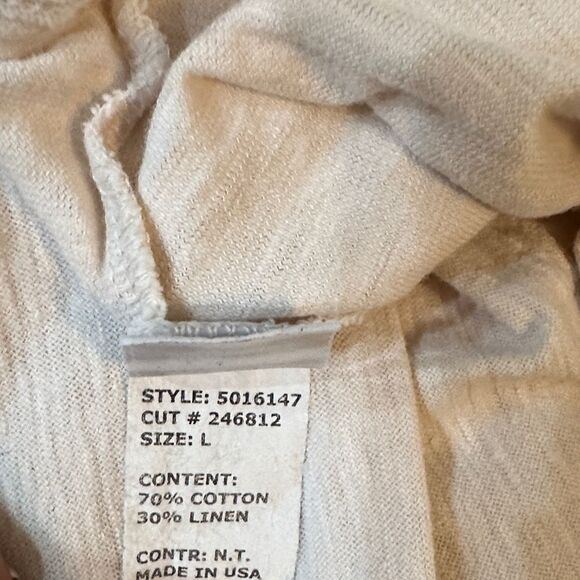 STYLE: 5016147
CUT # 246812
SIZE: L
CONTENT:
70% COTTON
30% LINEN
CONTR: N.T.
MADE IN USA